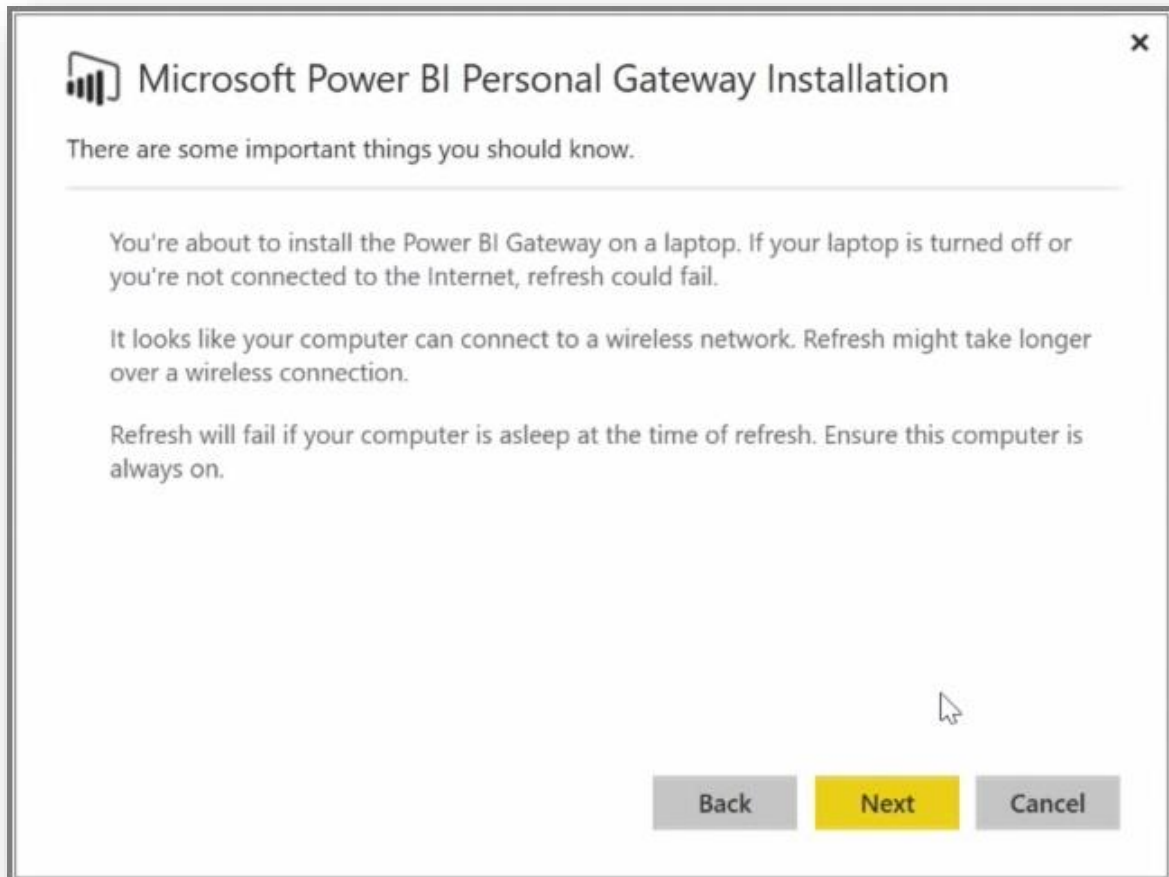 Microsoft Power BI Personal Gateway Installation
There are some important things you should know.
You're about to install the Power BI Gateway on a laptop. If your laptop is turned off or
you're not connected to the Internet, refresh could fail.
It looks like your computer can connect to a wireless network. Refresh might take longer
over a wireless connection.
Refresh will fail if your computer is asleep at the time of refresh. Ensure this computer is
always on.
Back Next Cancel